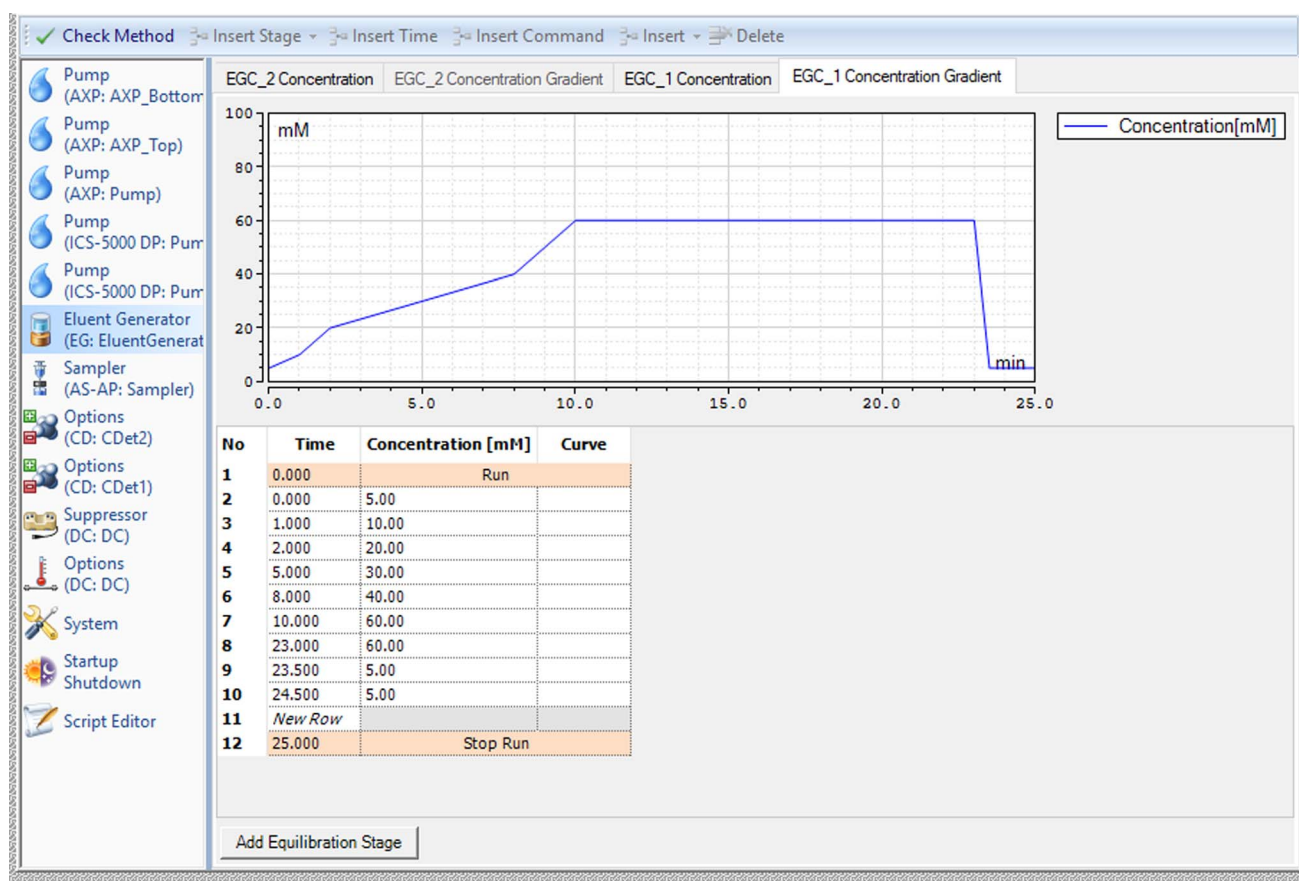 Check Method Insert Stage Insert Time Insert Command Insert Delete
Pump
(AXP: AXP_Bottom
Pump
(AXP: AXP_Top)
Pump
(AXP: Pump)
Pump
(ICS-5000 DP: Pum
Pump
(ICS-5000 DP: Pum
Eluent Generator
(EG: EluentGenerat
Sampler
(AS-AP: Sampler)
Options
(CD: CDet2)
Options
(CD: CDet1)
Suppressor
(DC: DC)
Options
(DC: DC)
System
Startup
Shutdown
Script Editor
EGC_2 Concentration EGC_2 Concentration Gradient EGC_1 Concentration EGC_1 Concentration Gradient
100
80
60
40
20
0
mM
min
Concentration[mM]
0.0 5.0 10.0 15.0 20.0 25.0
No Time Concentration [mM] Curve
1 0.000 Run
2 0.000 5.00
3 1.000 10.00
4 2.000 20.00
5 5.000 30.00
6 8.000 40.00
7 10.000 60.00
8 23.000 60.00
9 23.500 5.00
10 24.500 5.00
11 New Row
12 25.000 Stop Run
Add Equilibration Stage